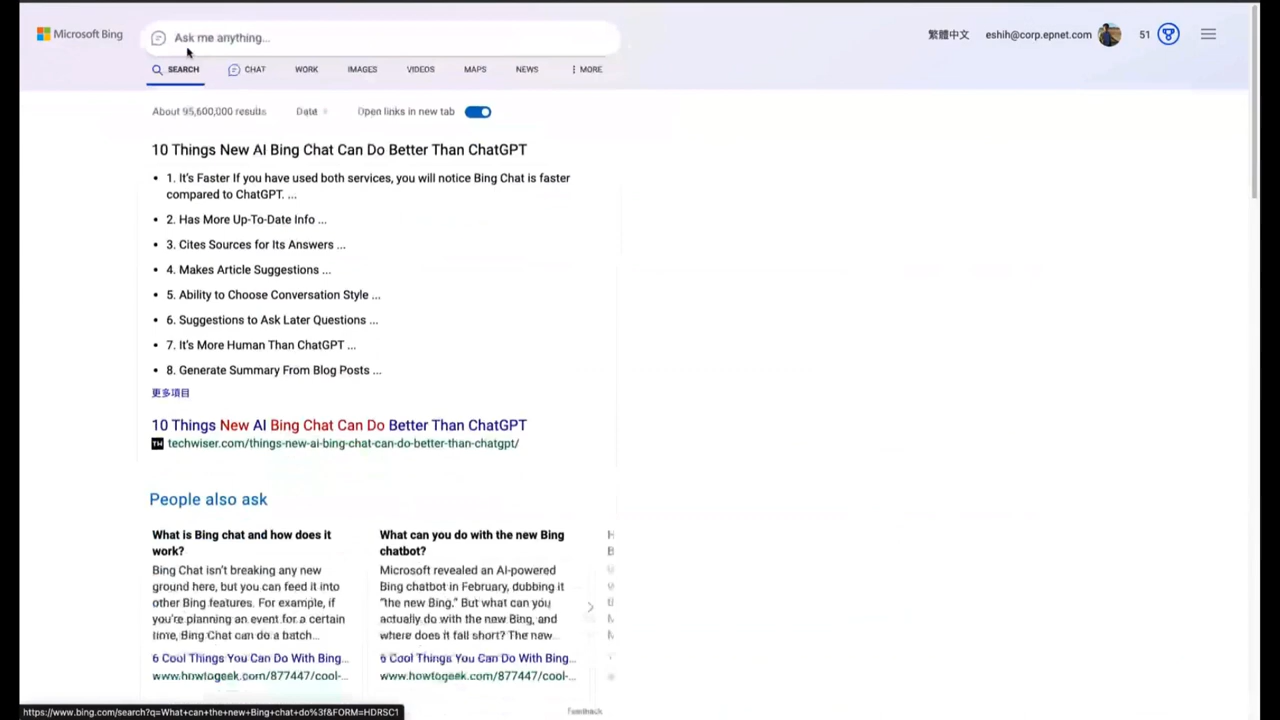 Microsoft Bing
Ask me anything...
繁體中文
eshih@corp.epnet.com
51
SEARCH
CHAT
WORK
IMAGES
VIDEOS
MAPS
NEWS
MORE
About 95,600,000 results
Date
Open links in new tab
10 Things New AI Bing Chat Can Do Better Than ChatGPT
• 1. It's Faster If you have used both services, you will notice Bing Chat is faster
compared to ChatGPT. ...
• 2. Has More Up-To-Date Info ...
• 3. Cites Sources for Its Answers ...
• 4. Makes Article Suggestions ...
• 5. Ability to Choose Conversation Style ...
• 6. Suggestions to Ask Later Questions ...
• 7. It's More Human Than ChatGPT ...
• 8. Generate Summary From Blog Posts ...
更多項目
10 Things New AI Bing Chat Can Do Better Than ChatGPT
techwiser.com/things-new-ai-bing-chat-can-do-better-than-chatgpt/
People also ask
What is Bing chat and how does it
work?
Bing Chat isn't breaking any new
ground here, but you can feed it into
other Bing features. For example, if
you're planning an event for a certain
time, Bing Chat can do a batch...
6 Cool Things You Can Do With Bing...
www.howtogeek.com/877447/cool-...
What can you do with the new Bing
chatbot?
Microsoft revealed an AI-powered
Bing chatbot in February, dubbing it
"the new Bing." But what can you
actually do with the new Bing, and
where does it fall short? The new...
6 Cool Things You Can Do With Bing...
www.howtogeek.com/877447/cool-...
Feedback
https://www.bing.com/search?q=What+can+the+new+Bing+chat+do%3f&FORM=HDRSC1